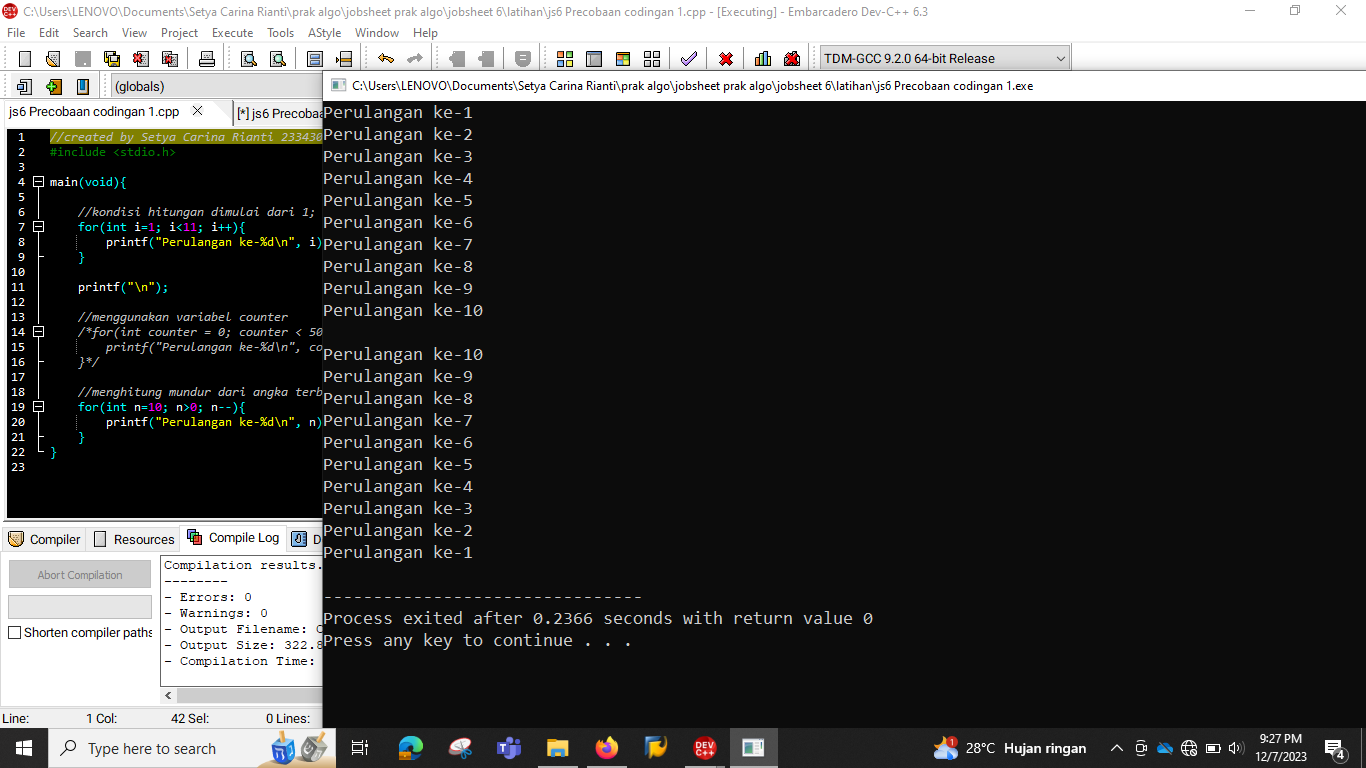 C:\Users\LENOVO\Documents\Setya Carina Rianti\prak algo\jobsheet prak algo\jobsheet 6\latihan\js6 Precobaan codingan 1.cpp - [Executing] - Embarcadero Dev-C++ 6.3
File Edit Search View Project Execute Tools AStyle Window Help
TDM-GCC 9.2.0 64-bit Release
(globals)
js6 Precobaan codingan 1.cpp [*] js6 Precobaa
1 //created by Setya Carina Rianti 233430
2 #include <stdio.h>
3
4 main(void){
5
6 //kondisi hitungan dimulai dari 1;
7 for(int i=1; i<11; i++){
8 printf("Perulangan ke-%d\n", i)
9 }
10
11 printf("\n");
12
13 //menggunakan variabel counter
14 /*for(int counter = 0; counter < 50
15 printf("Perulangan ke-%d\n", co
16 }*/
17
18 //menghitung mundur dari angka terb
19 for(int n=10; n>0; n--){
20 printf("Perulangan ke-%d\n", n)
21 }
22 }
23
Compiler Resources Compile Log D
Abort Compilation
Shorten compiler paths
Compilation results.
--------
- Errors: 0
- Warnings: 0
- Output Filename: C
- Output Size: 322.8
- Compilation Time:
Line: 1 Col: 42 Sel: 0 Lines:
C:\Users\LENOVO\Documents\Setya Carina Rianti\prak algo\jobsheet prak algo\jobsheet 6\latihan\js6 Precobaan codingan 1.exe
Perulangan ke-1
Perulangan ke-2
Perulangan ke-3
Perulangan ke-4
Perulangan ke-5
Perulangan ke-6
Perulangan ke-7
Perulangan ke-8
Perulangan ke-9
Perulangan ke-10
Perulangan ke-10
Perulangan ke-9
Perulangan ke-8
Perulangan ke-7
Perulangan ke-6
Perulangan ke-5
Perulangan ke-4
Perulangan ke-3
Perulangan ke-2
Perulangan ke-1
--------------------------------
Process exited after 0.2366 seconds with return value 0
Press any key to continue . . .
Type here to search
DEV C++
1
28°C Hujan ringan
9:27 PM
12/7/2023
4